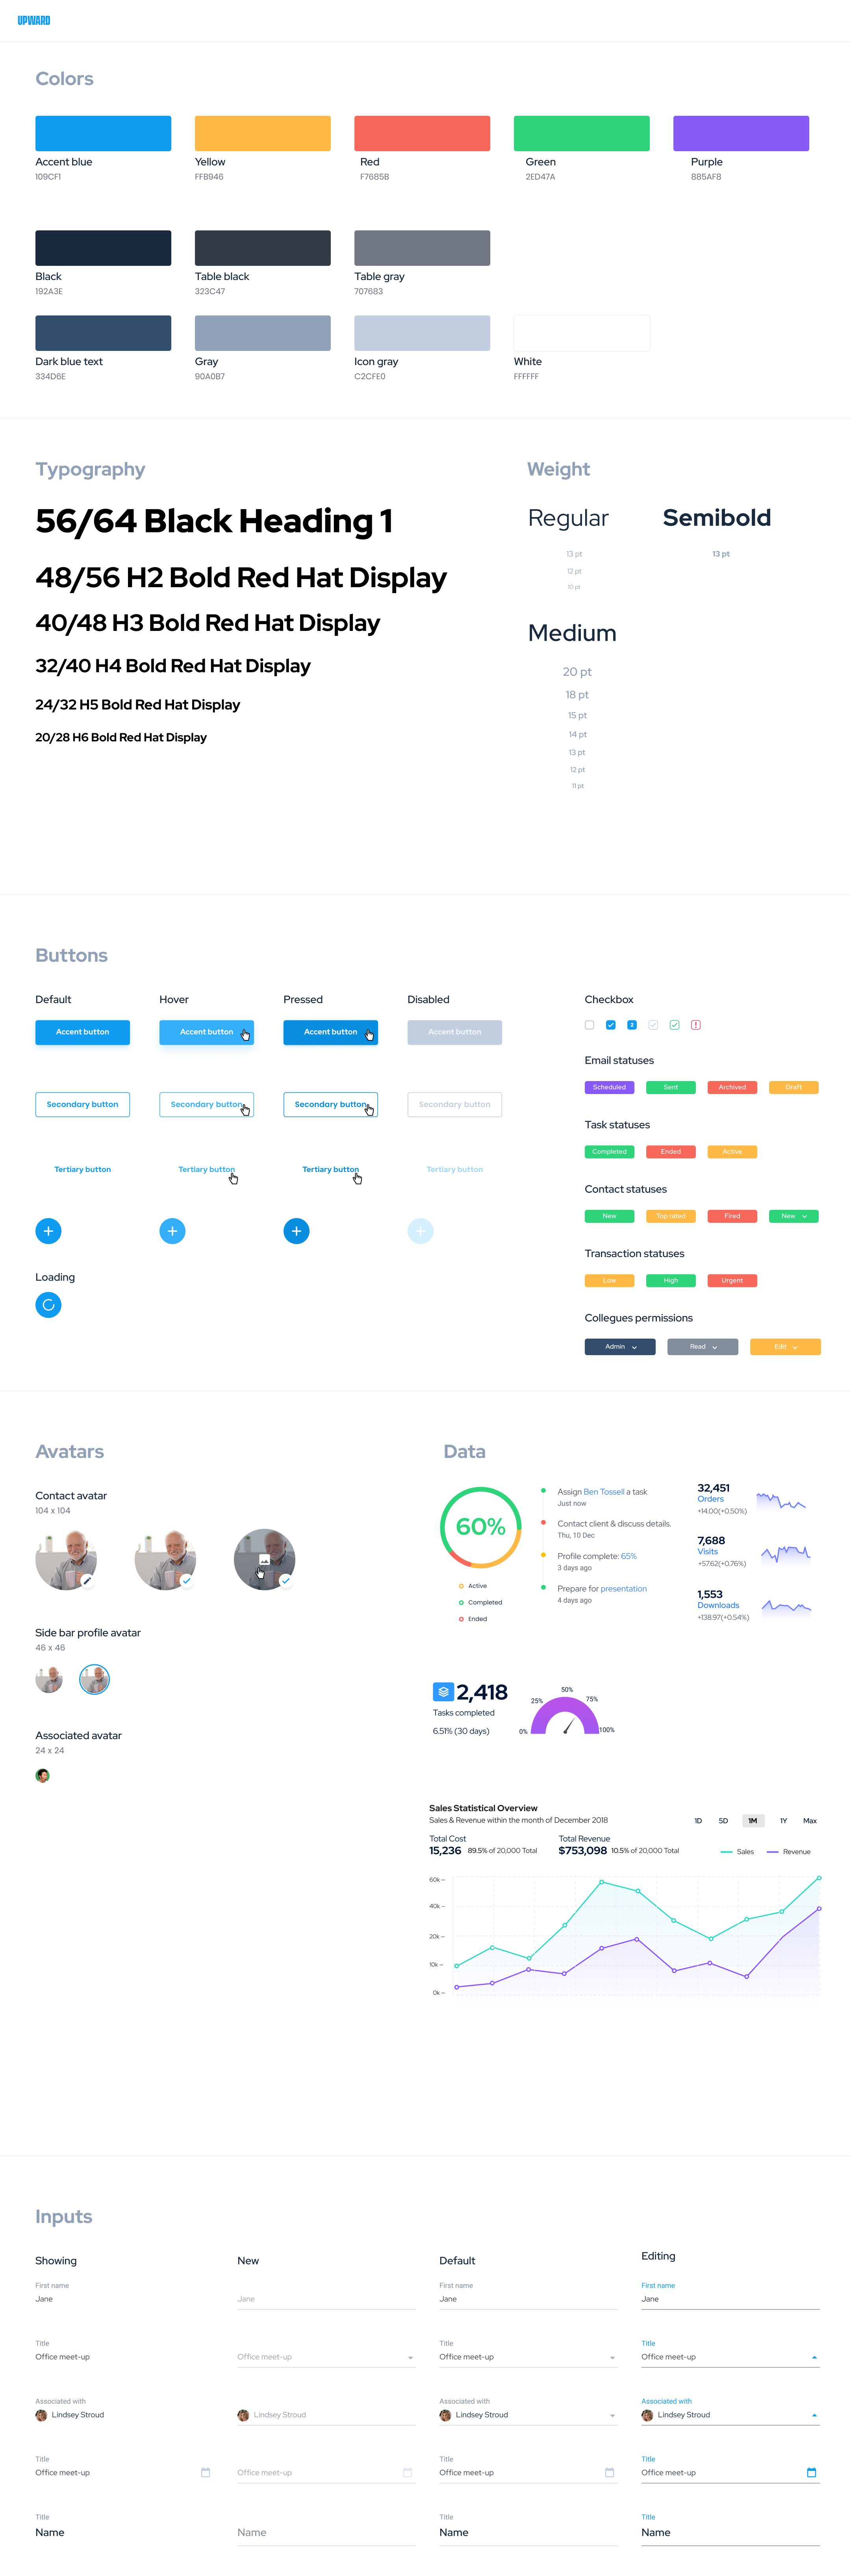 UPWARD
Colors
Accent blue
109CF1
Yellow
FFB946
Red
F7685B
Green
2ED47A
Purple
885AF8
Black
192A3E
Table black
323C47
Table gray
707683
Dark blue text
334D6E
Gray
90A0B7
Icon gray
C2CFE0
White
FFFFFF
Typography
56/64 Black Heading 1
48/56 H2 Bold Red Hat Display
40/48 H3 Bold Red Hat Display
32/40 H4 Bold Red Hat Display
24/32 H5 Bold Red Hat Display
20/28 H6 Bold Red Hat Display
Weight
Regular
13 pt
12 pt
10 pt
Semibold
13 pt
Medium
20 pt
18 pt
15 pt
14 pt
13 pt
12 pt
11 pt
Buttons
Default
Hover
Pressed
Disabled
Accent button
Accent button
Accent button
Accent button
Secondary button
Secondary button
Secondary button
Secondary button
Tertiary button
Tertiary button
Tertiary button
Tertiary button
Loading
Checkbox
2
Email statuses
Scheduled
Sent
Archived
Draft
Task statuses
Completed
Ended
Active
Contact statuses
New
Top rated
Fired
New
Transaction statuses
Low
High
Urgent
Collegues permissions
Admin
Read
Edit
Avatars
Contact avatar
104 x 104
Side bar profile avatar
46 x 46
Associated avatar
24 x 24
Data
60%
Active
Completed
Ended
Assign Ben Tossell a task
Just now
Contact client & discuss details.
Thu, 10 Dec
Profile complete: 65%
3 days ago
Prepare for presentation
4 days ago
32,451
Orders
+14.00(+0.50%)
7,688
Visits
+57.62(+0.76%)
1,553
Downloads
+138.97(+0.54%)
2,418
Tasks completed
6.51% (30 days)
0%
25%
50%
75%
100%
Sales Statistical Overview
Sales & Revenue within the month of December 2018
1D
5D
1M
1Y
Max
Total Cost
15,236 89.5% of 20,000 Total
Total Revenue
$753,098 10.5% of 20,000 Total
Sales
Revenue
60k
40k
20k
10k
0k
Inputs
Showing
New
Default
Editing
First name
Jane
Jane
First name
Jane
First name
Jane
Title
Office meet-up
Office meet-up
Title
Office meet-up
Title
Office meet-up
Associated with
Lindsey Stroud
Lindsey Stroud
Associated with
Lindsey Stroud
Associated with
Lindsey Stroud
Title
Office meet-up
Office meet-up
Title
Office meet-up
Title
Office meet-up
Title
Name
Name
Title
Name
Title
Name